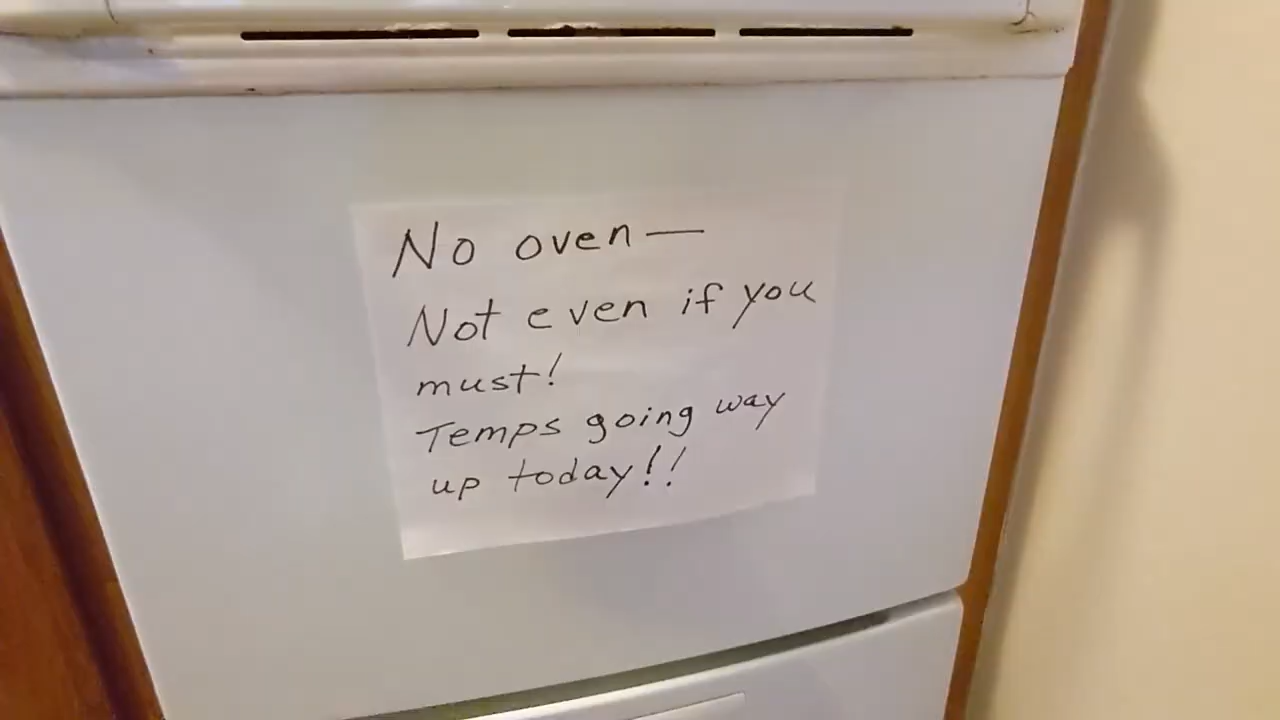 No oven —
Not even if you
must!
Temps going way
up today!!